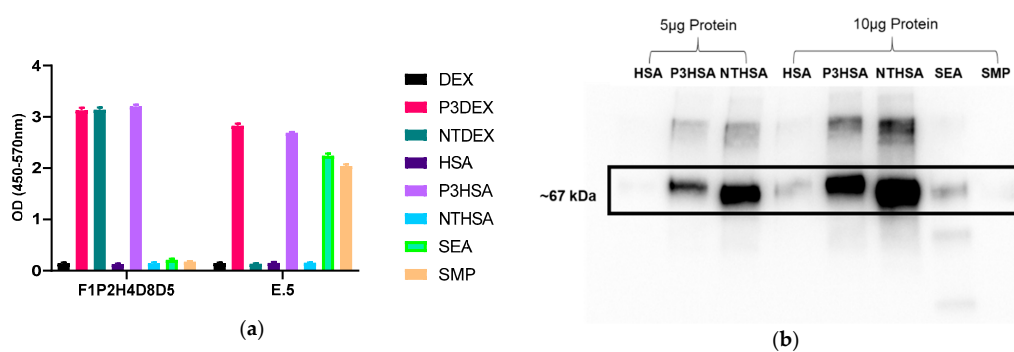 4
3
2
1
0
OD (450-570nm)
F1P2H4D8D5
E.5
DEX
P3DEX
NTDEX
HSA
P3HSA
NTHSA
SEA
SMP
(a)
5µg Protein
10µg Protein
HSA P3HSA NTHSA HSA P3HSA NTHSA SEA SMP
~67 kDa
(b)